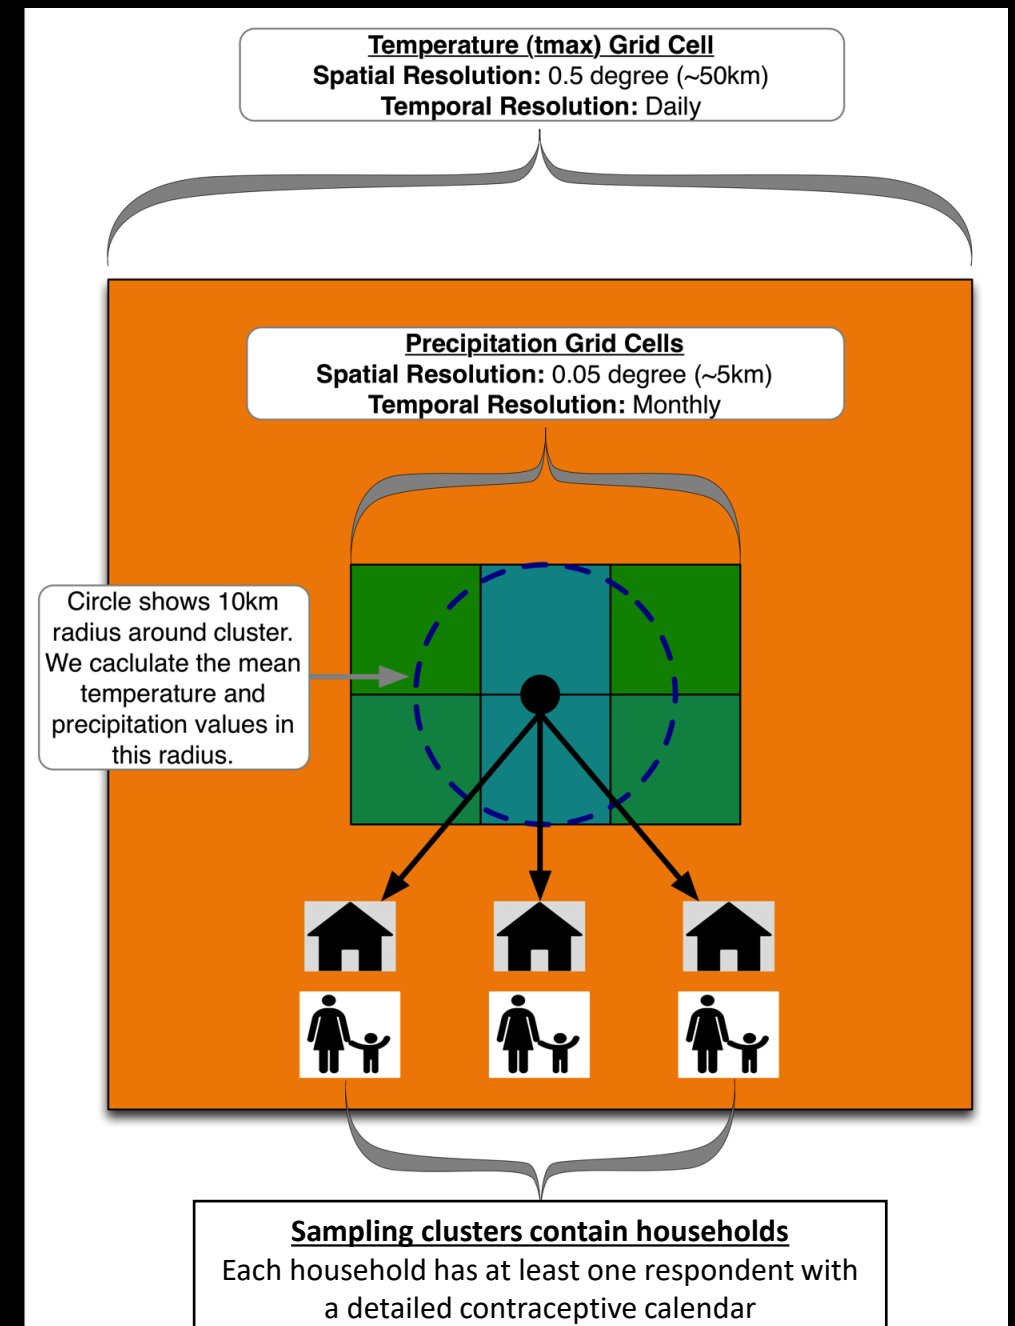 Temperature (tmax) Grid Cell
Spatial Resolution: 0.5 degree (~50km)
Temporal Resolution: Daily
Precipitation Grid Cells
Spatial Resolution: 0.05 degree (~5km)
Temporal Resolution: Monthly
Circle shows 10km
radius around cluster.
We caclulate the mean
temperature and
precipitation values in
this radius.
Sampling clusters contain households
Each household has at least one respondent with
a detailed contraceptive calendar